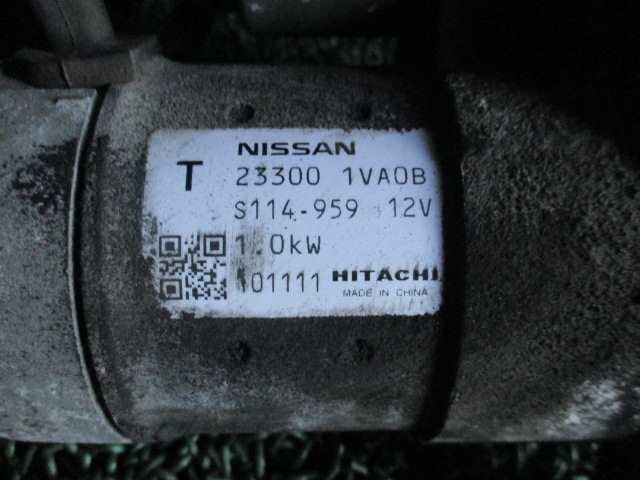 NISSAN
T 23300 1VA0B
S114-959 12V
1.0kW
101111 HITACHI
MADE IN CHINA